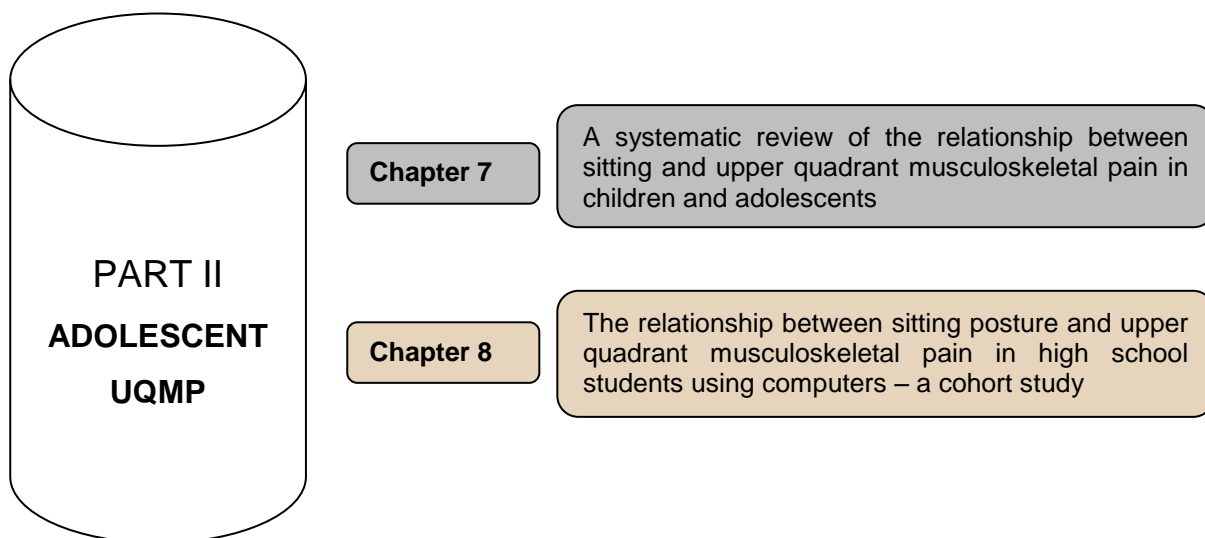 PART II
ADOLESCENT
UQMP
Chapter 7
A systematic review of the relationship between
sitting and upper quadrant musculoskeletal pain in
children and adolescents
Chapter 8
The relationship between sitting posture and upper
quadrant musculoskeletal pain in high school
students using computers – a cohort study